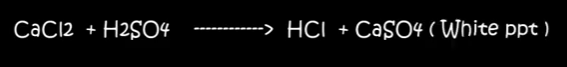 CaCl2 + H2SO4 ------------> HCl + CaSO4 ( White ppt )